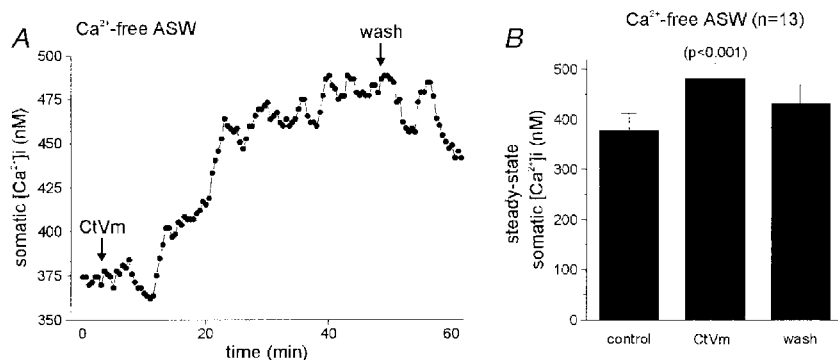 A
Ca²⁺-free ASW
wash
CtVm
somatic [Ca²⁺]i (nM)
500
475
450
425
400
375
350
0
20
40
60
time (min)
B
Ca²⁺-free ASW (n=13)
(p<0.001)
steady-state
somatic [Ca²⁺]i (nM)
500
400
300
200
100
0
control
CtVm
wash